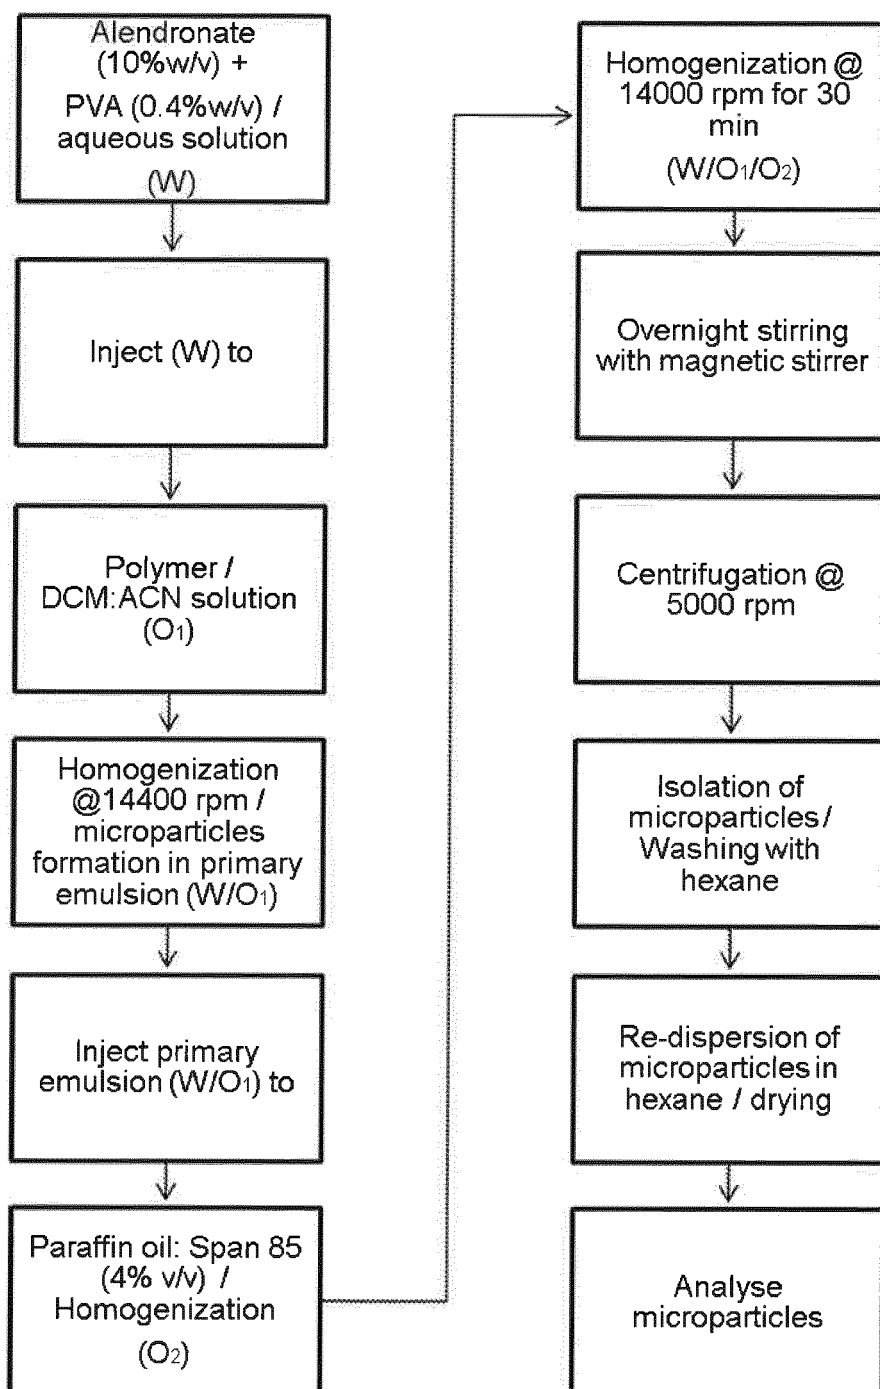 Alendronate
(10%w/v) +
PVA (0.4%w/v) /
aqueous solution
(W)
Inject (W) to
Polymer /
DCM:ACN solution
(O1)
Homogenization
@14400 rpm /
microparticles
formation in primary
emulsion (W/O1)
Inject primary
emulsion (W/O1) to
Paraffin oil: Span 85
(4% v/v) /
Homogenization
(O2)
Homogenization @
14000 rpm for 30
min
(W/O1/O2)
Overnight stirring
with magnetic stirrer
Centrifugation @
5000 rpm
Isolation of
microparticles/
Washing with
hexane
Re-dispersion of
microparticles in
hexane / drying
Analyse
microparticles